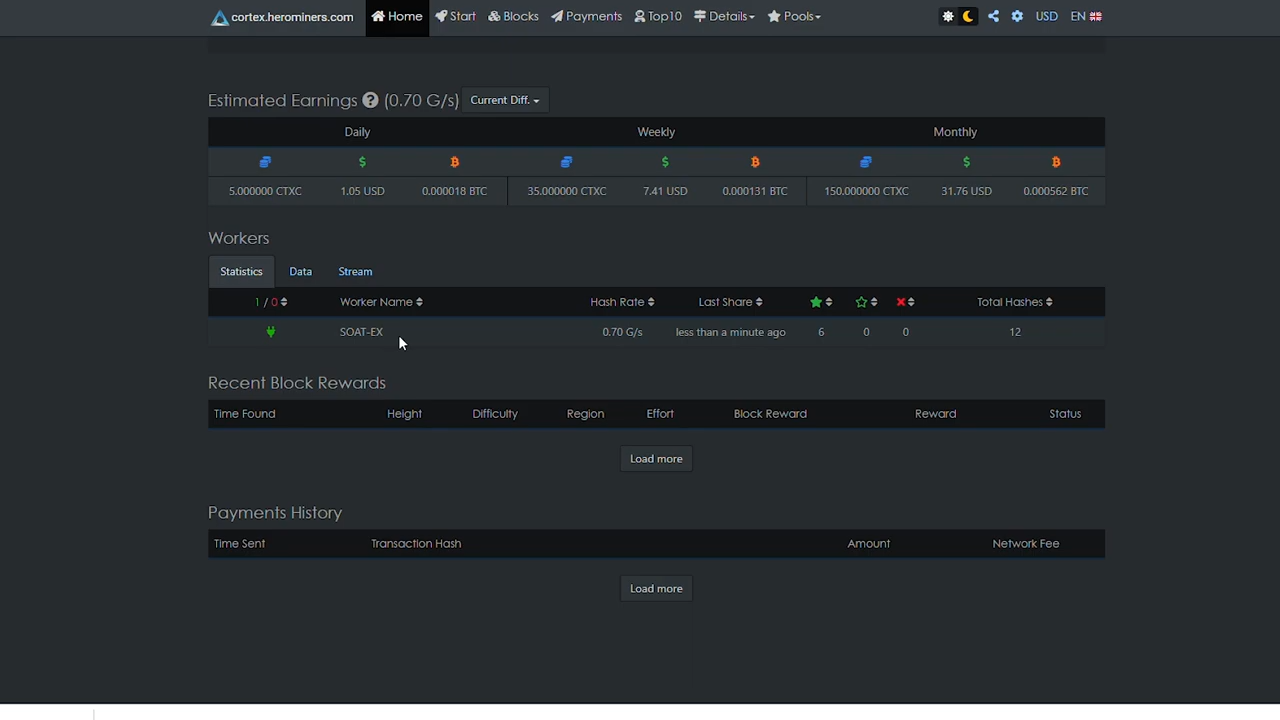 cortex.herominers.com Home Start Blocks Payments Top10 Details Pools USD EN
Estimated Earnings ? (0.70 G/s) Current Diff.
Daily Weekly Monthly
$ $ $
5.000000 CTXC 1.05 USD 0.000018 BTC 35.000000 CTXC 7.41 USD 0.000131 BTC 150.000000 CTXC 31.76 USD 0.000562 BTC
Workers
Statistics Data Stream
1 / 0 Worker Name Hash Rate Last Share Total Hashes
SOAT-EX 0.70 G/s less than a minute ago 6 0 0 12
Recent Block Rewards
Time Found Height Difficulty Region Effort Block Reward Reward Status
Load more
Payments History
Time Sent Transaction Hash Amount Network Fee
Load more